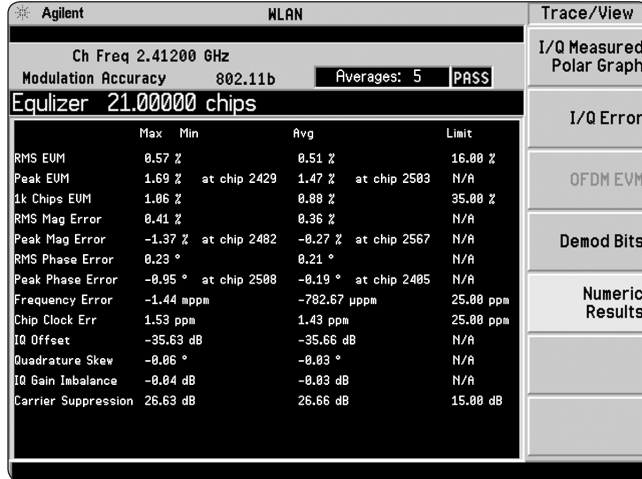 Agilent WLAN Trace/View
Ch Freq 2.41200 GHz
Modulation Accuracy 802.11b Averages: 5 PASS
Equlizer 21.00000 chips
Max Min Avg Limit
RMS EVM 0.57 % 0.51 % 16.00 %
Peak EVM 1.69 % at chip 2429 1.47 % at chip 2503 N/A
1k Chips EVM 1.06 % 0.88 % 35.00 %
RMS Mag Error 0.41 % 0.36 % N/A
Peak Mag Error -1.37 % at chip 2482 -0.27 % at chip 2567 N/A
RMS Phase Error 0.23 ° 0.21 ° N/A
Peak Phase Error -0.95 ° at chip 2508 -0.19 ° at chip 2405 N/A
Frequency Error -1.44 mppm -782.67 µppm 25.00 ppm
Chip Clock Err 1.53 ppm 1.43 ppm 25.00 ppm
IQ Offset -35.63 dB -35.66 dB N/A
Quadrature Skew -0.06 ° -0.03 ° N/A
IQ Gain Imbalance -0.04 dB -0.03 dB N/A
Carrier Suppression 26.63 dB 26.66 dB 15.00 dB
I/Q Measured
Polar Graph
I/Q Error
OFDM EVM
Demod Bits
Numeric
Results